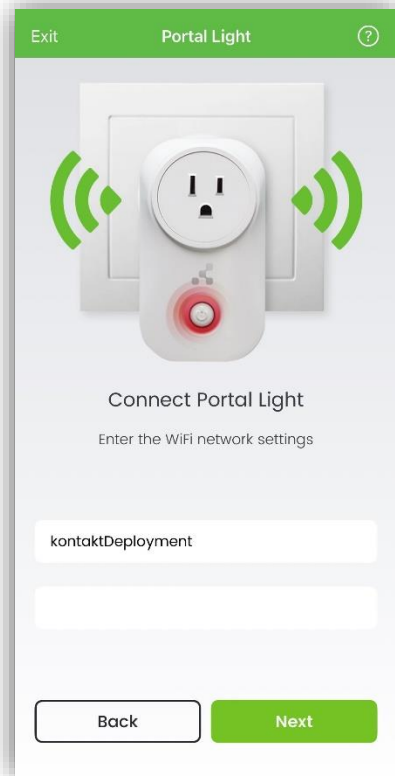 Exit Portal Light ?
Connect Portal Light
Enter the WiFi network settings
kontaktDeployment
Back Next